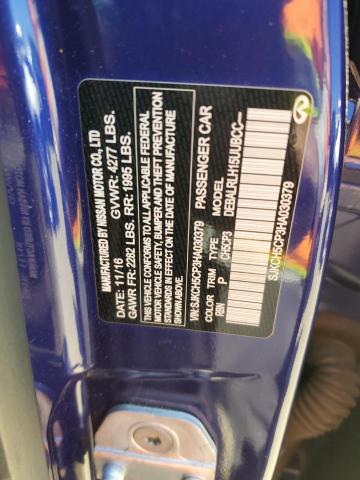 MANUFACTURED BY NISSAN MOTOR CO., LTD
GVWR: 4277 LBS.
DATE: 11/16
GAWR FR: 2282 LBS. RR: 1995 LBS.
THIS VEHICLE CONFORMS TO ALL APPLICABLE FEDERAL
MOTOR VEHICLE SAFETY, BUMPER, AND THEFT PREVENTION
STANDARDS IN EFFECT ON THE DATE OF MANUFACTURE
SHOWN ABOVE.
VIN: SJKCH5CP3HA030379 PASSENGER CAR
COLOR TRIM TYPE DEBALRLH15UUBCC–
RBN P CH5CP3
SJKCH5CP3HA030379